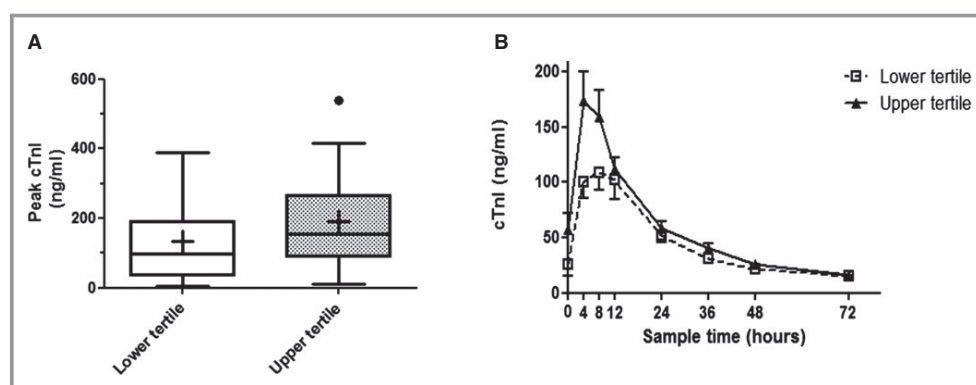 A
Peak cTnI
(ng/ml)
600
400
200
0
Lower tertile
Upper tertile
B
cTnI (ng/ml)
200
150
100
50
0
0 4 8 12 24 36 48 72
Sample time (hours)
Lower tertile
Upper tertile